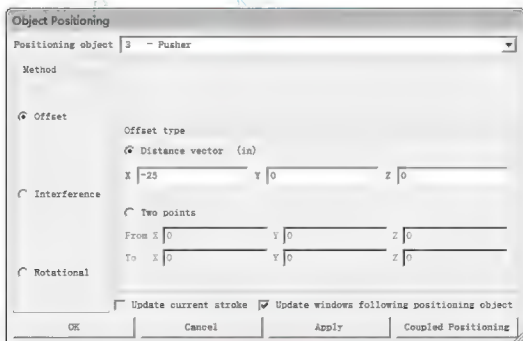 Object Positioning
Positioning object 3 - Pusher
Method
Offset
Offset type
Distance vector (in)
X -25 Y 0 Z 0
Interference
Two points
From X 0 Y 0 Z 0
To X 0 Y 0 Z 0
Rotational
Update current stroke Update windows following positioning object
OK Cancel Apply Coupled Positioning